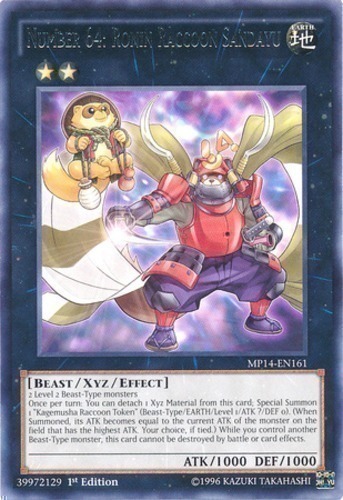 NUMBER 64: RONIN RACCOON SANDAYU
EARTH
地
64
MP14-EN161
[BEAST/XYZ/EFFECT]
2 Level 2 Beast-Type monsters
Once per turn: You can detach 1 Xyz Material from this card; Special Summon
1 "Kagemusha Raccoon Token" (Beast-Type/EARTH/Level 1/ATK ?/DEF 0). (When
Summoned, its ATK becomes equal to the current ATK of the monster on the
field that has the highest ATK. Your choice, if tied.) While you control another
Beast-Type monster, this card cannot be destroyed by battle or card effects.
ATK/1000 DEF/1000
39972129 1st Edition ©1996 KAZUKI TAKAHASHI